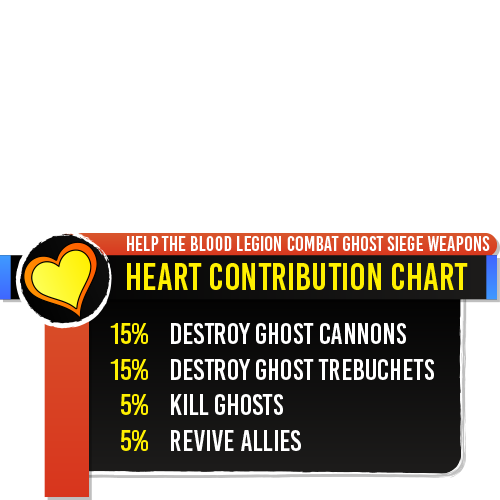 HELP THE BLOOD LEGION COMBAT GHOST SIEGE WEAPONS
HEART CONTRIBUTION CHART
15% DESTROY GHOST CANNONS
15% DESTROY GHOST TREBUCHETS
5% KILL GHOSTS
5% REVIVE ALLIES